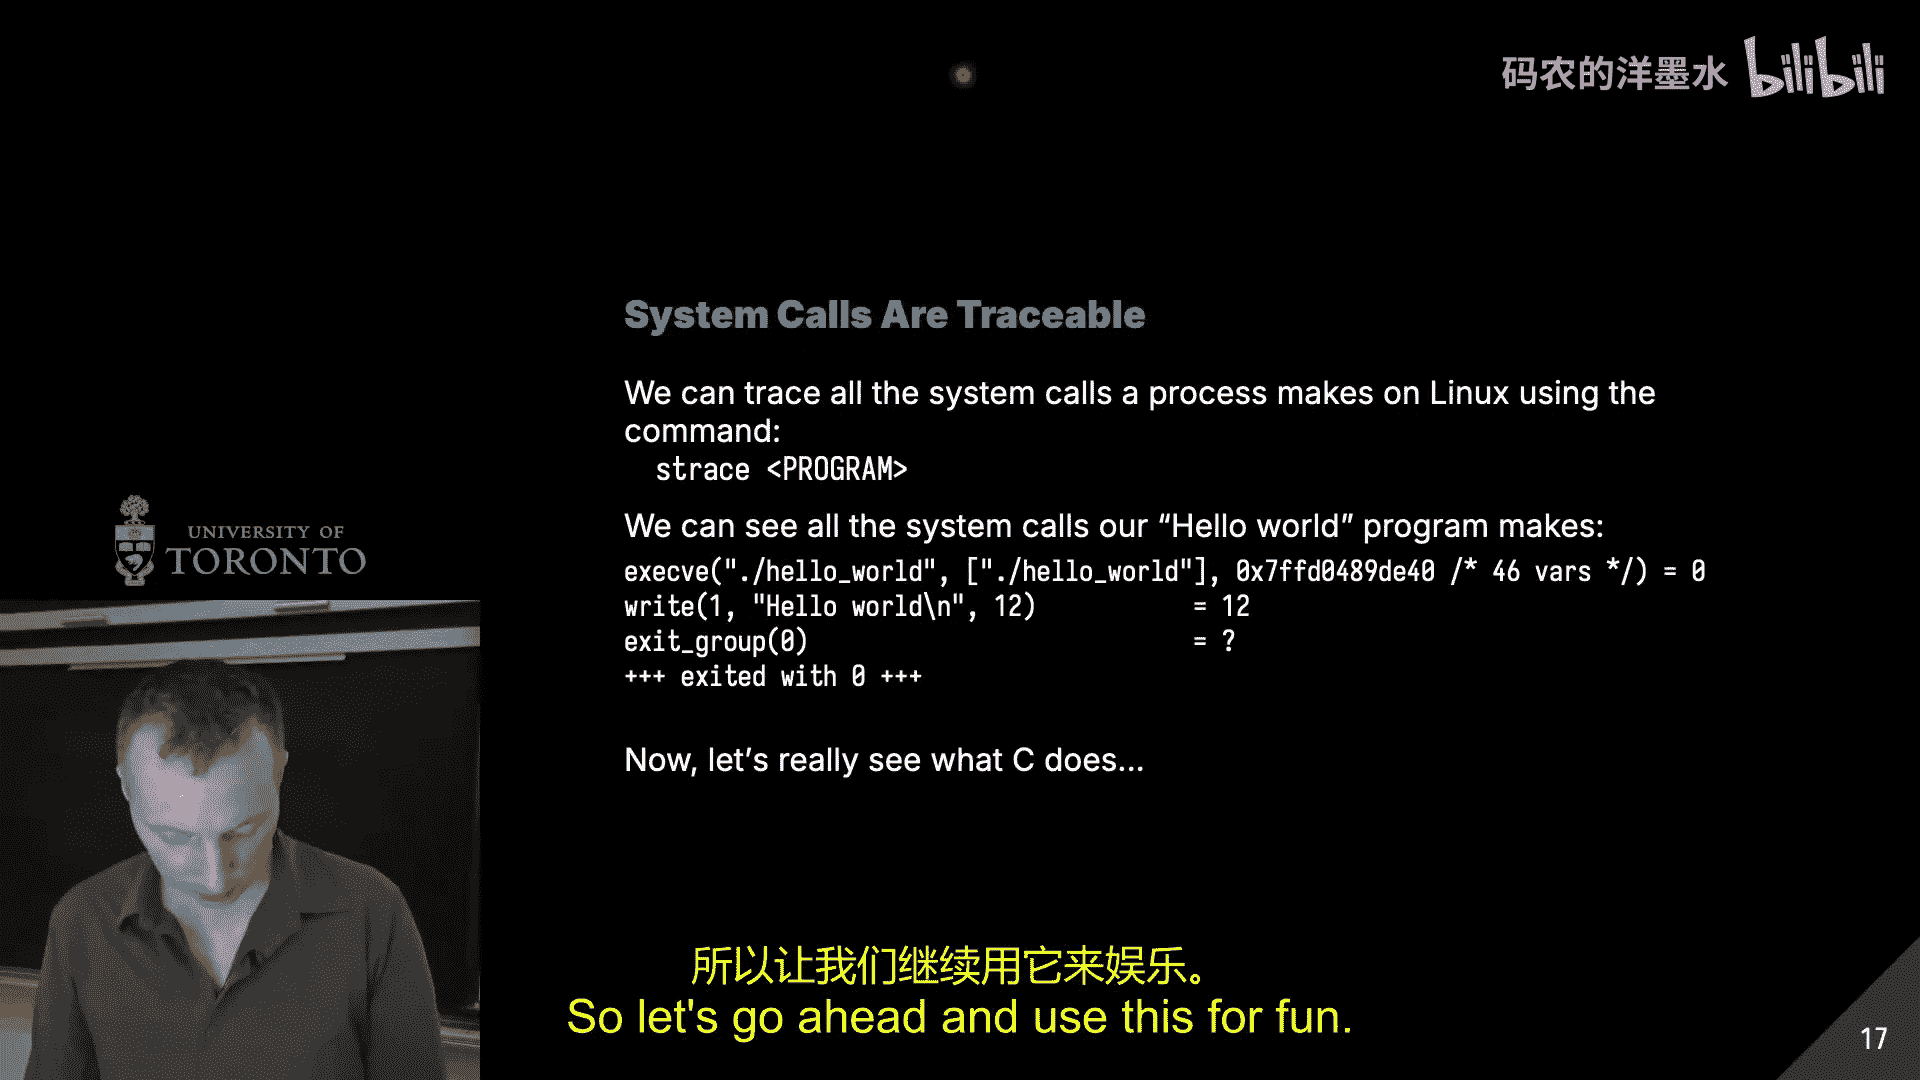 码农的洋墨水 bilibili
System Calls Are Traceable
We can trace all the system calls a process makes on Linux using the
command:
strace <PROGRAM>
We can see all the system calls our “Hello world” program makes:
execve("./hello_world", ["./hello_world"], 0x7ffd0489de40 /* 46 vars */) = 0
write(1, "Hello world\n", 12) = 12
exit_group(0) = ?
+++ exited with 0 +++
Now, let’s really see what C does…
UNIVERSITY OF
TORONTO
所以让我们继续用它来娱乐。
So let's go ahead and use this for fun.
17